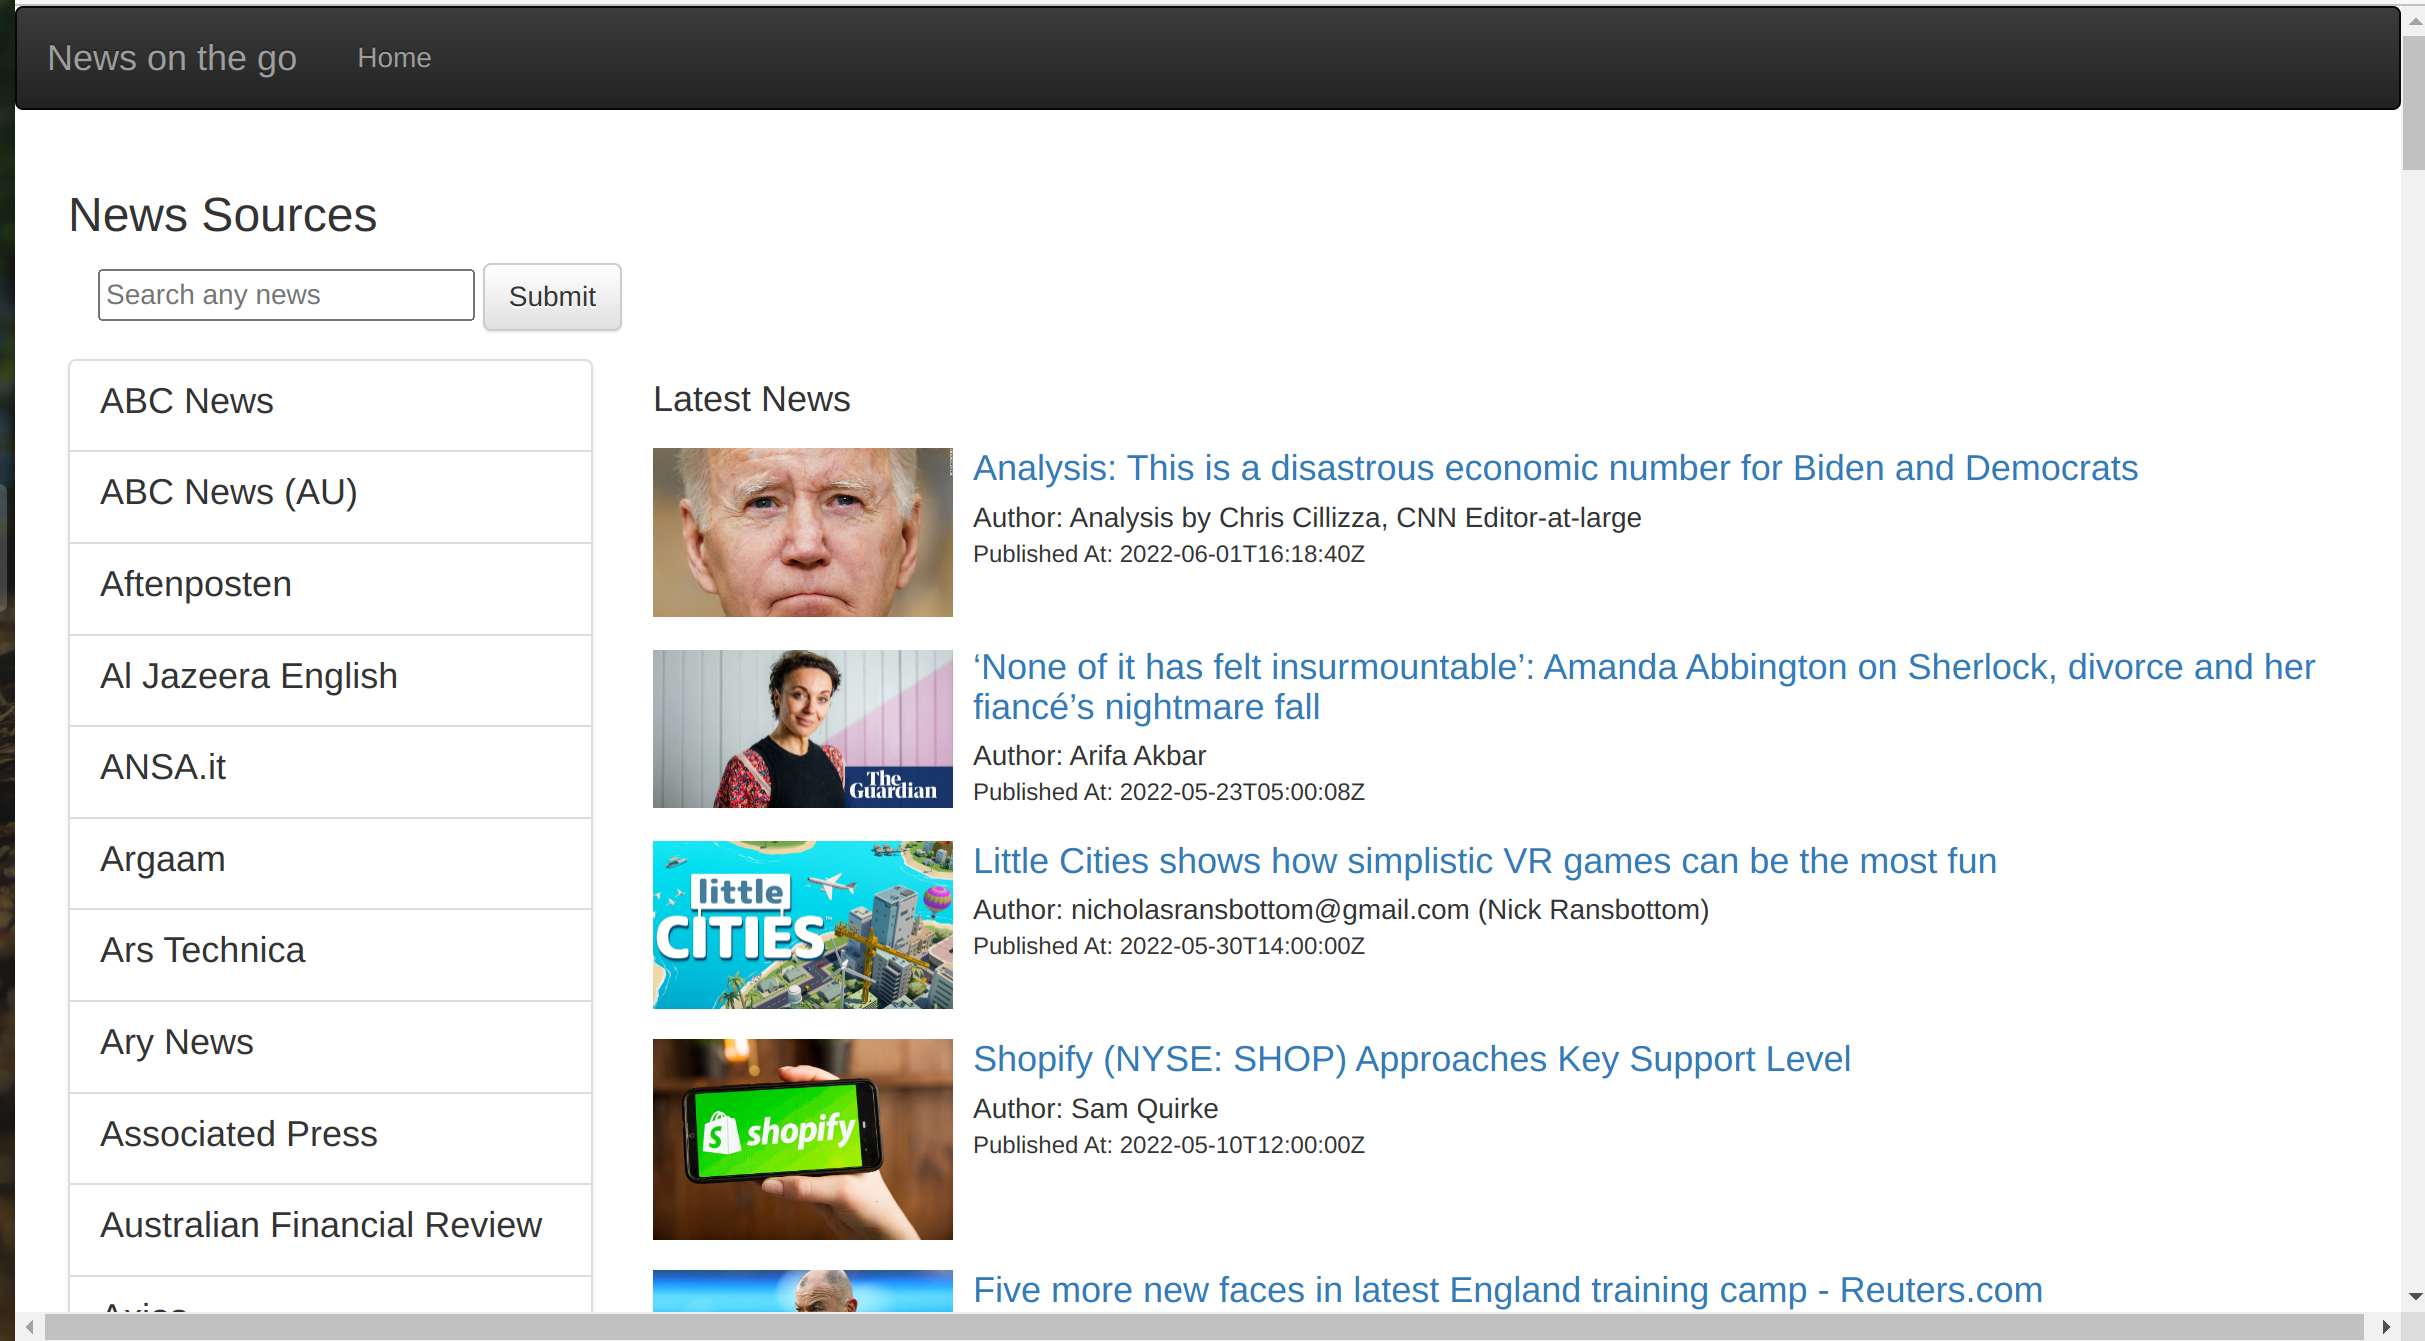 News on the go
Home
News Sources
Search any news
Submit
ABC News
ABC News (AU)
Aftenposten
Al Jazeera English
ANSA.it
Argaam
Ars Technica
Ary News
Associated Press
Australian Financial Review
Latest News
Analysis: This is a disastrous economic number for Biden and Democrats
Author: Analysis by Chris Cillizza, CNN Editor-at-large
Published At: 2022-06-01T16:18:40Z
The
Guardian
‘None of it has felt insurmountable’: Amanda Abbington on Sherlock, divorce and her
fiancé’s nightmare fall
Author: Arifa Akbar
Published At: 2022-05-23T05:00:08Z
little
CITIES
Little Cities shows how simplistic VR games can be the most fun
Author: nicholasransbottom@gmail.com (Nick Ransbottom)
Published At: 2022-05-30T14:00:00Z
shopify
Shopify (NYSE: SHOP) Approaches Key Support Level
Author: Sam Quirke
Published At: 2022-05-10T12:00:00Z
Five more new faces in latest England training camp - Reuters.com